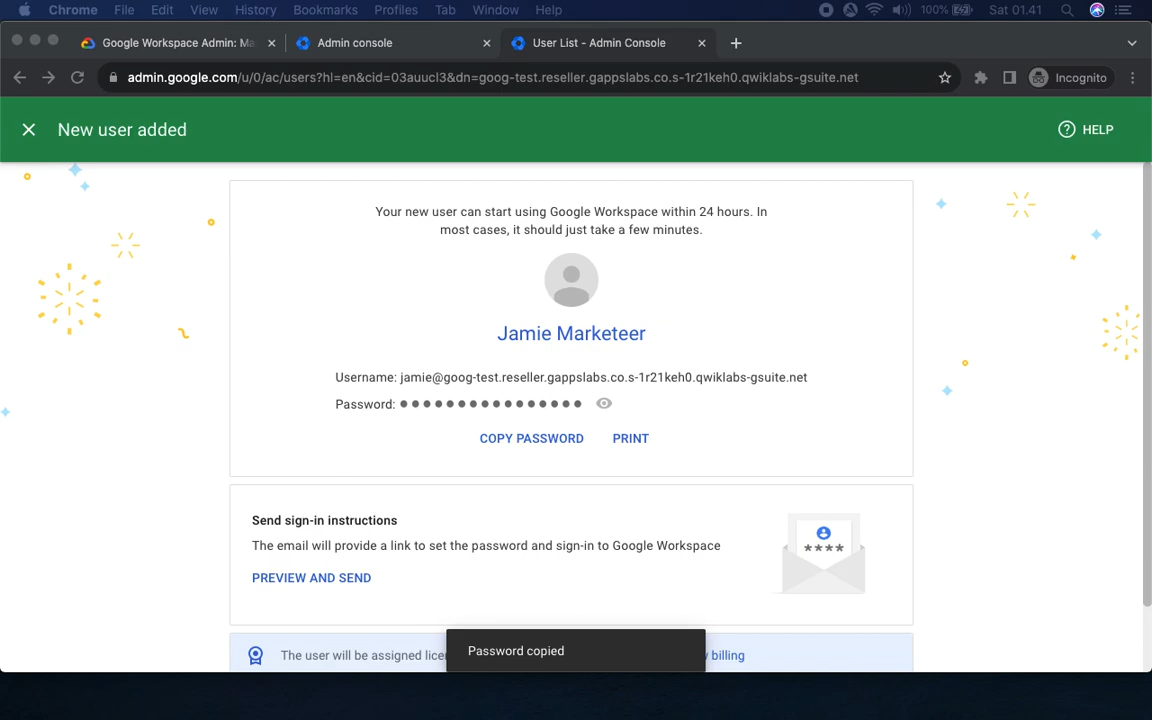 Chrome File Edit View History Bookmarks Profiles Tab Window Help 100% Sat 01.41
Google Workspace Admin: Ma Admin console User List - Admin Console
admin.google.com/u/0/ac/users?hl=en&cid=03auucl3&dn=goog-test.reseller.gappslabs.co.s-1r21keh0.qwiklabs-gsuite.net Incognito
New user added HELP
Your new user can start using Google Workspace within 24 hours. In
most cases, it should just take a few minutes.
Jamie Marketeer
Username: jamie@goog-test.reseller.gappslabs.co.s-1r21keh0.qwiklabs-gsuite.net
Password: ••••••••••••••••
COPY PASSWORD PRINT
Send sign-in instructions
The email will provide a link to set the password and sign-in to Google Workspace
PREVIEW AND SEND
****
The user will be assigned billing
Password copied